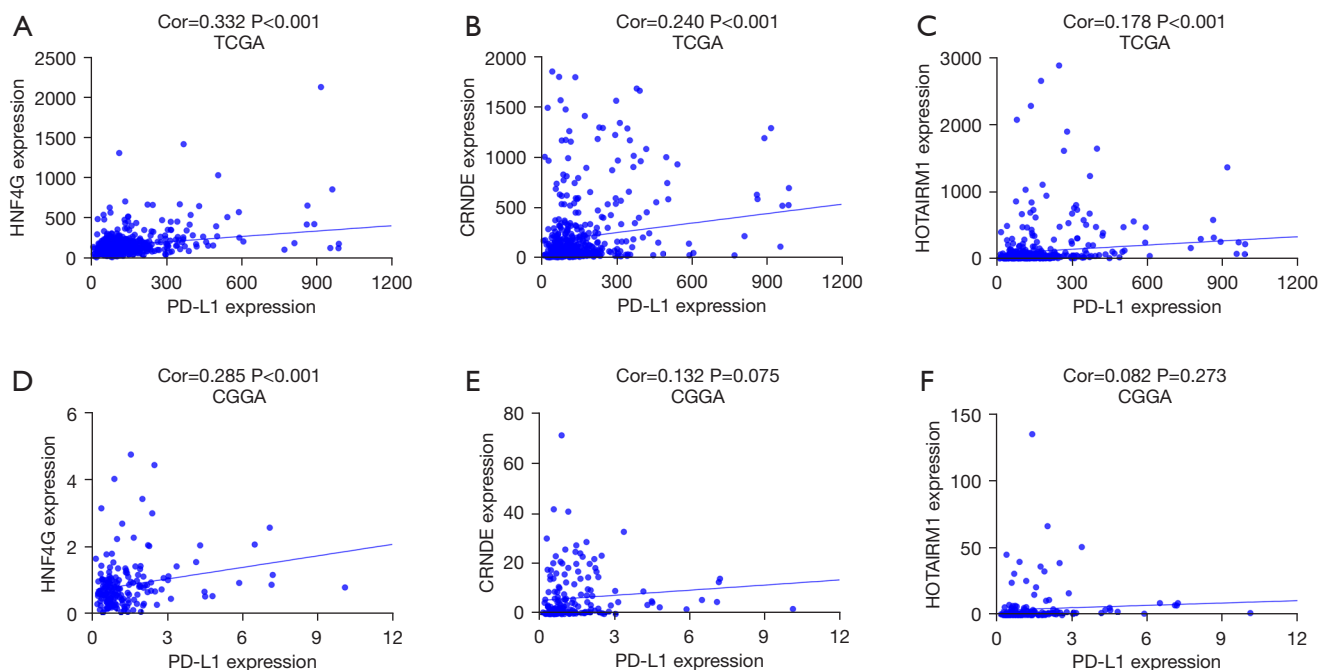 A
Cor=0.332 P<0.001
TCGA
HNF4G expression
2500
2000
1500
1000
500
0
0 300 600 900 1200
PD-L1 expression
B
Cor=0.240 P<0.001
TCGA
CRNDE expression
2000
1500
1000
500
0
0 300 600 900 1200
PD-L1 expression
C
Cor=0.178 P<0.001
TCGA
HOTAIRM1 expression
3000
2000
1000
0
0 300 600 900 1200
PD-L1 expression
D
Cor=0.285 P<0.001
CGGA
HNF4G expression
6
4
2
0
0 3 6 9 12
PD-L1 expression
E
Cor=0.132 P=0.075
CGGA
CRNDE expression
80
60
40
20
0
0 3 6 9 12
PD-L1 expression
F
Cor=0.082 P=0.273
CGGA
HOTAIRM1 expression
150
100
50
0
0 3 6 9 12
PD-L1 expression